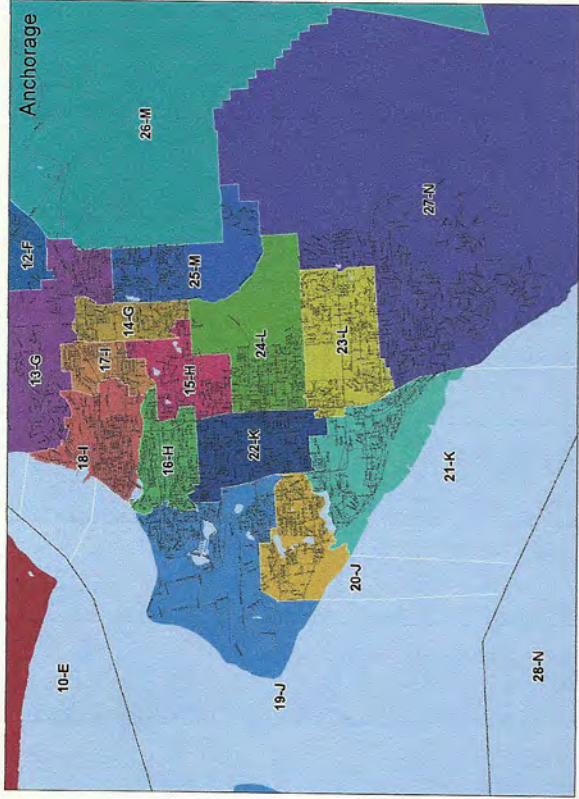 Anchorage
12-F
26-M
13-G
14-G
17-I
25-M
18-I
15-H
24-L
27-N
16-H
23-L
22-K
10-E
21-K
20-J
19-J
28-N